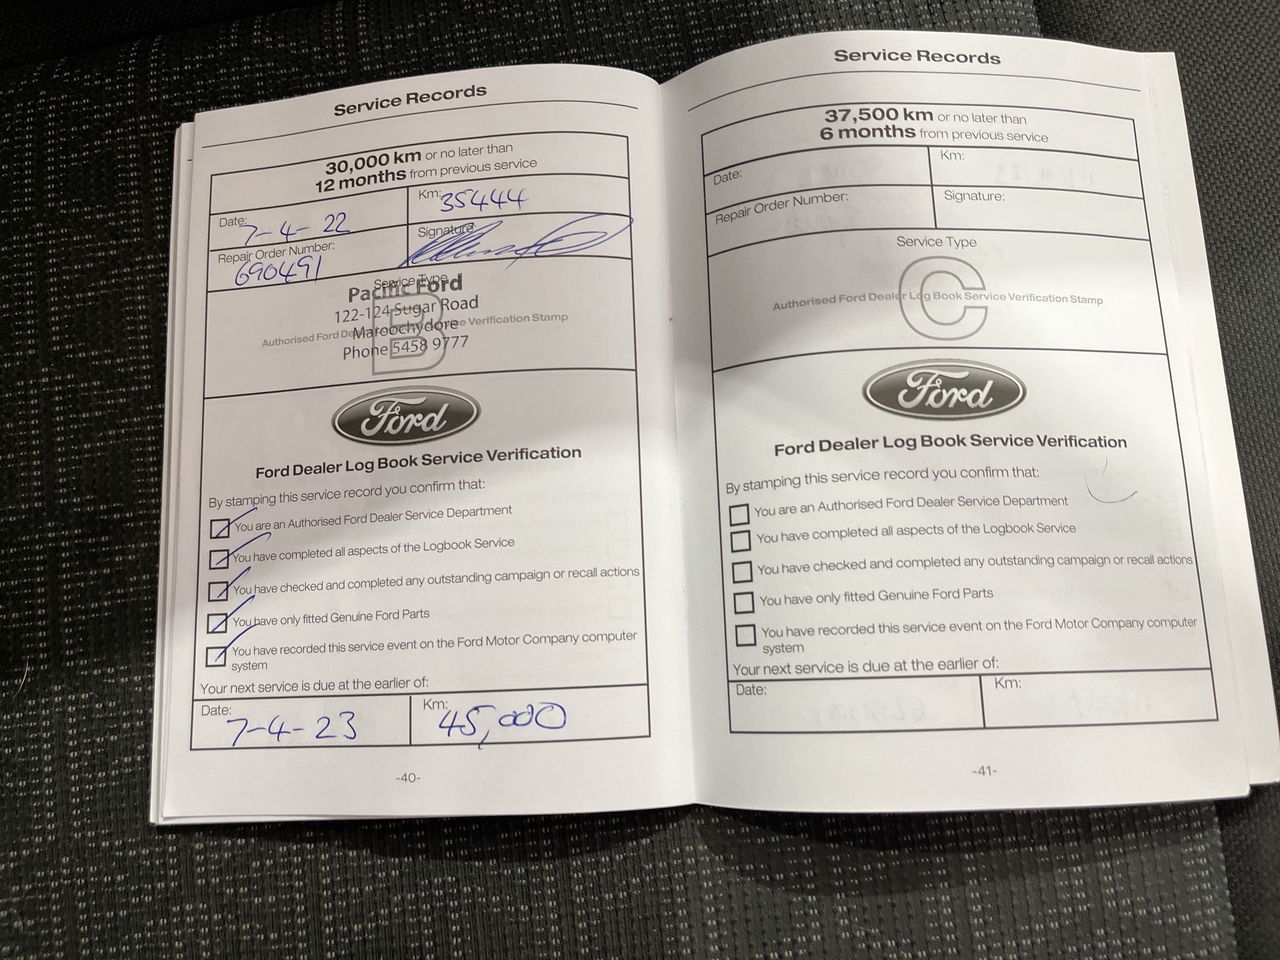 Service Records
30,000 km or no later than
12 months from previous service
Date: 7-4-22
Km: 35444
Repair Order Number: 690491
Signature:
Service Type
B
Pacific Ford
122-124 Sugar Road
Maroochydore
Phone 5458 9777
Authorised Ford De e Verification Stamp
Ford
Ford Dealer Log Book Service Verification
By stamping this service record you confirm that:
You are an Authorised Ford Dealer Service Department
You have completed all aspects of the Logbook Service
You have checked and completed any outstanding campaign or recall actions
You have only fitted Genuine Ford Parts
You have recorded this service event on the Ford Motor Company computer
system
Your next service is due at the earlier of:
Date: 7-4-23
Km: 45,000
-40-
Service Records
37,500 km or no later than
6 months from previous service
Date:
Km:
Repair Order Number:
Signature:
Service Type
C
Authorised Ford Dealer Log Book Service Verification Stamp
Ford
Ford Dealer Log Book Service Verification
By stamping this service record you confirm that:
You are an Authorised Ford Dealer Service Department
You have completed all aspects of the Logbook Service
You have checked and completed any outstanding campaign or recall actions
You have only fitted Genuine Ford Parts
You have recorded this service event on the Ford Motor Company computer
system
Your next service is due at the earlier of:
Date:
Km:
-41-